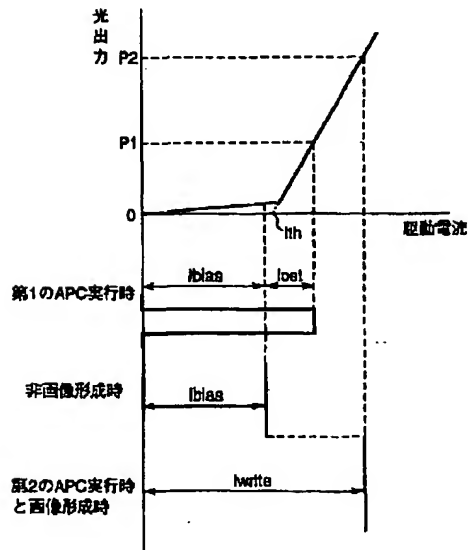 光出力
P2
P1
0
Ith
駆動電流
Ibias
Iost
第1のAPC実行時
非画像形成時
Ibias
第2のAPC実行時
と画像形成時
Iwrite